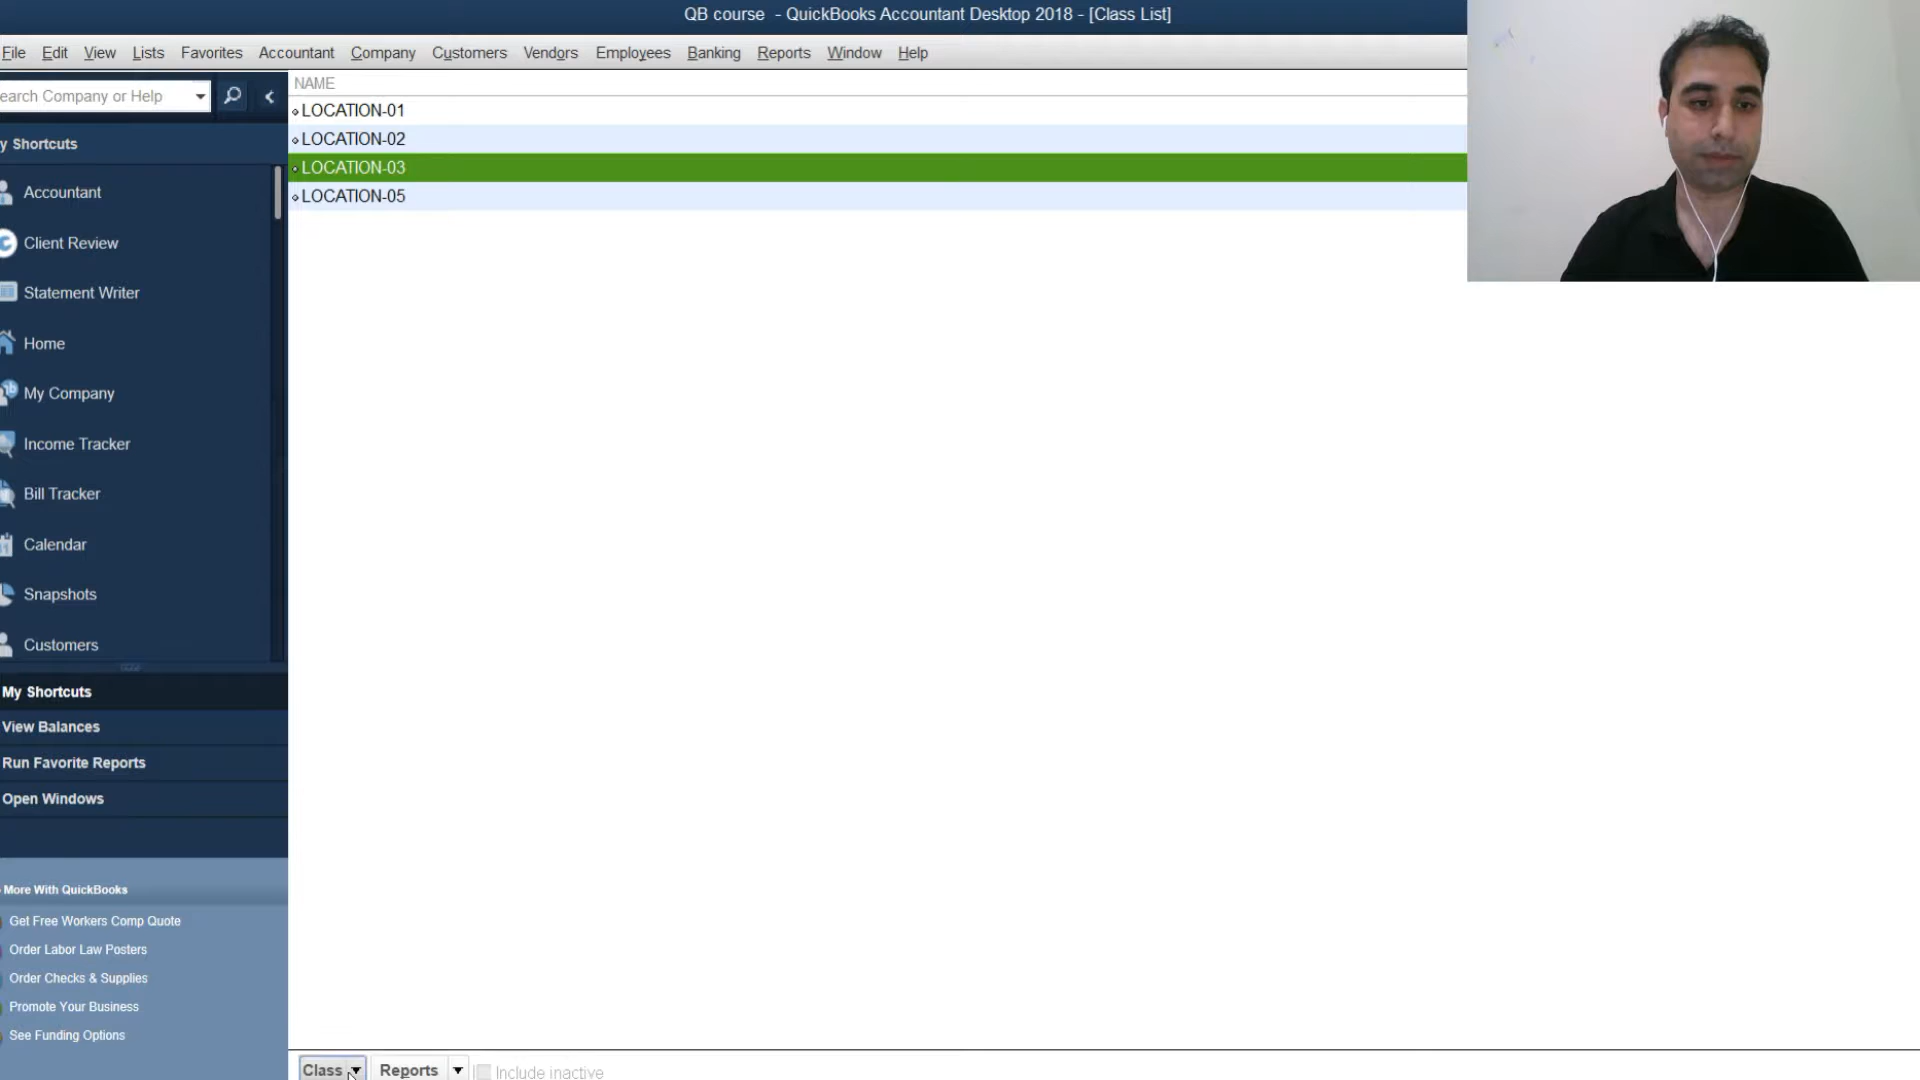 QB course - QuickBooks Accountant Desktop 2018 - [Class List]
File Edit View Lists Favorites Accountant Company Customers Vendors Employees Banking Reports Window Help
earch Company or Help
NAME
LOCATION-01
LOCATION-02
LOCATION-03
LOCATION-05
y Shortcuts
Accountant
Client Review
Statement Writer
Home
My Company
Income Tracker
Bill Tracker
Calendar
Snapshots
Customers
My Shortcuts
View Balances
Run Favorite Reports
Open Windows
More With QuickBooks
Get Free Workers Comp Quote
Order Labor Law Posters
Order Checks & Supplies
Promote Your Business
See Funding Options
Class Reports Include inactive